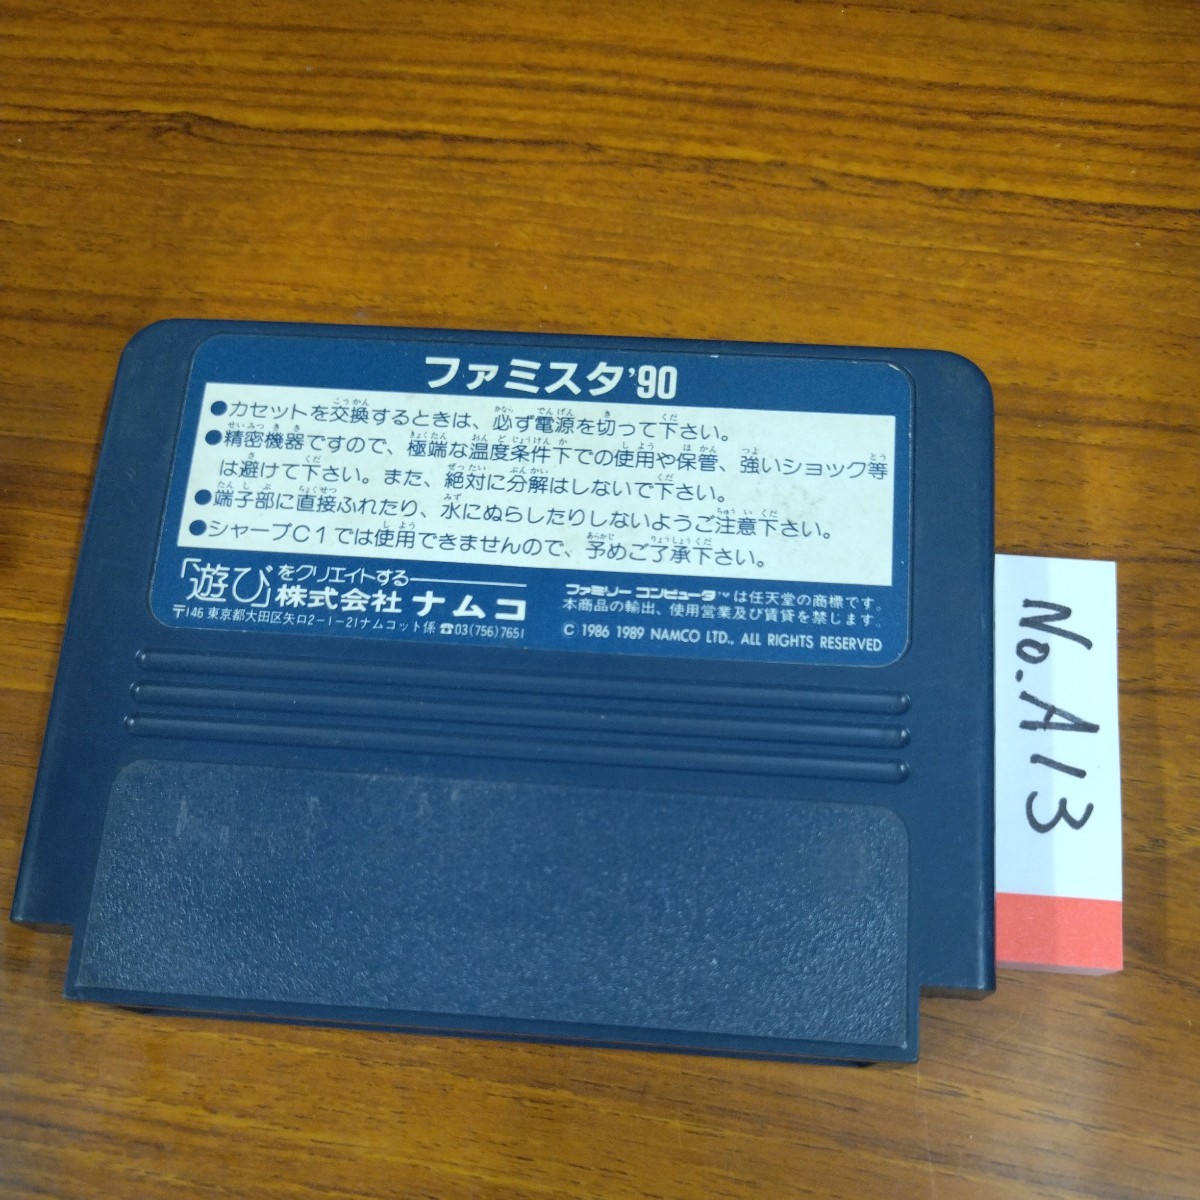 ファミスタ'90
●カセットを交換するときは、必ず電源を切って下さい。
●精密機器ですので、極端な温度条件下での使用や保管、強いショック等
は避けて下さい。また、絶対に分解はしないで下さい。
●端子部に直接ふれたり、水にぬらしたりしないようご注意下さい。
●シャープC1では使用できませんので、予めご了承下さい。
「遊び」をクリエイトする
株式会社 ナムコ
〒146 東京都大田区矢口2-1-21ナムコット係 ☎03(756)7651
ファミリー コンピュータ™は任天堂の商標です。
本商品の輸出、使用営業及び賃貸を禁じます。
© 1986 1989 NAMCO LTD., ALL RIGHTS RESERVED
No.A13